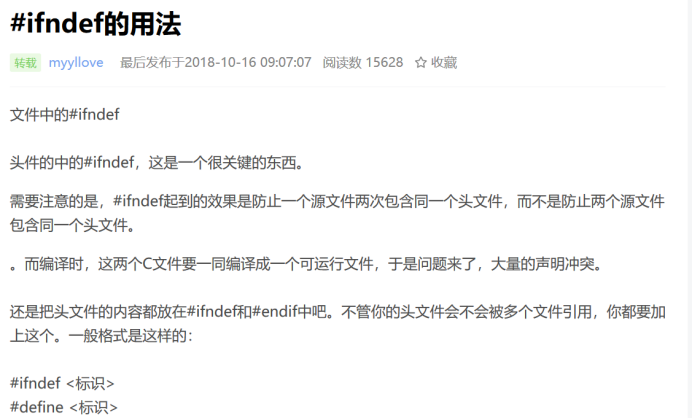 #ifndef的用法
转载 myyllove 最后发布于2018-10-16 09:07:07 阅读数 15628 ☆ 收藏
文件中的#ifndef
头件的中的#ifndef，这是一个很关键的东西。
需要注意的是，#ifndef起到的效果是防止一个源文件两次包含同一个头文件，而不是防止两个源文件
包含同一个头文件。
。而编译时，这两个C文件要一同编译成一个可运行文件，于是问题来了，大量的声明冲突。
还是把头文件的内容都放在#ifndef和#endif中吧。不管你的头文件会不会被多个文件引用，你都要加
上这个。一般格式是这样的：
#ifndef <标识>
#define <标识>